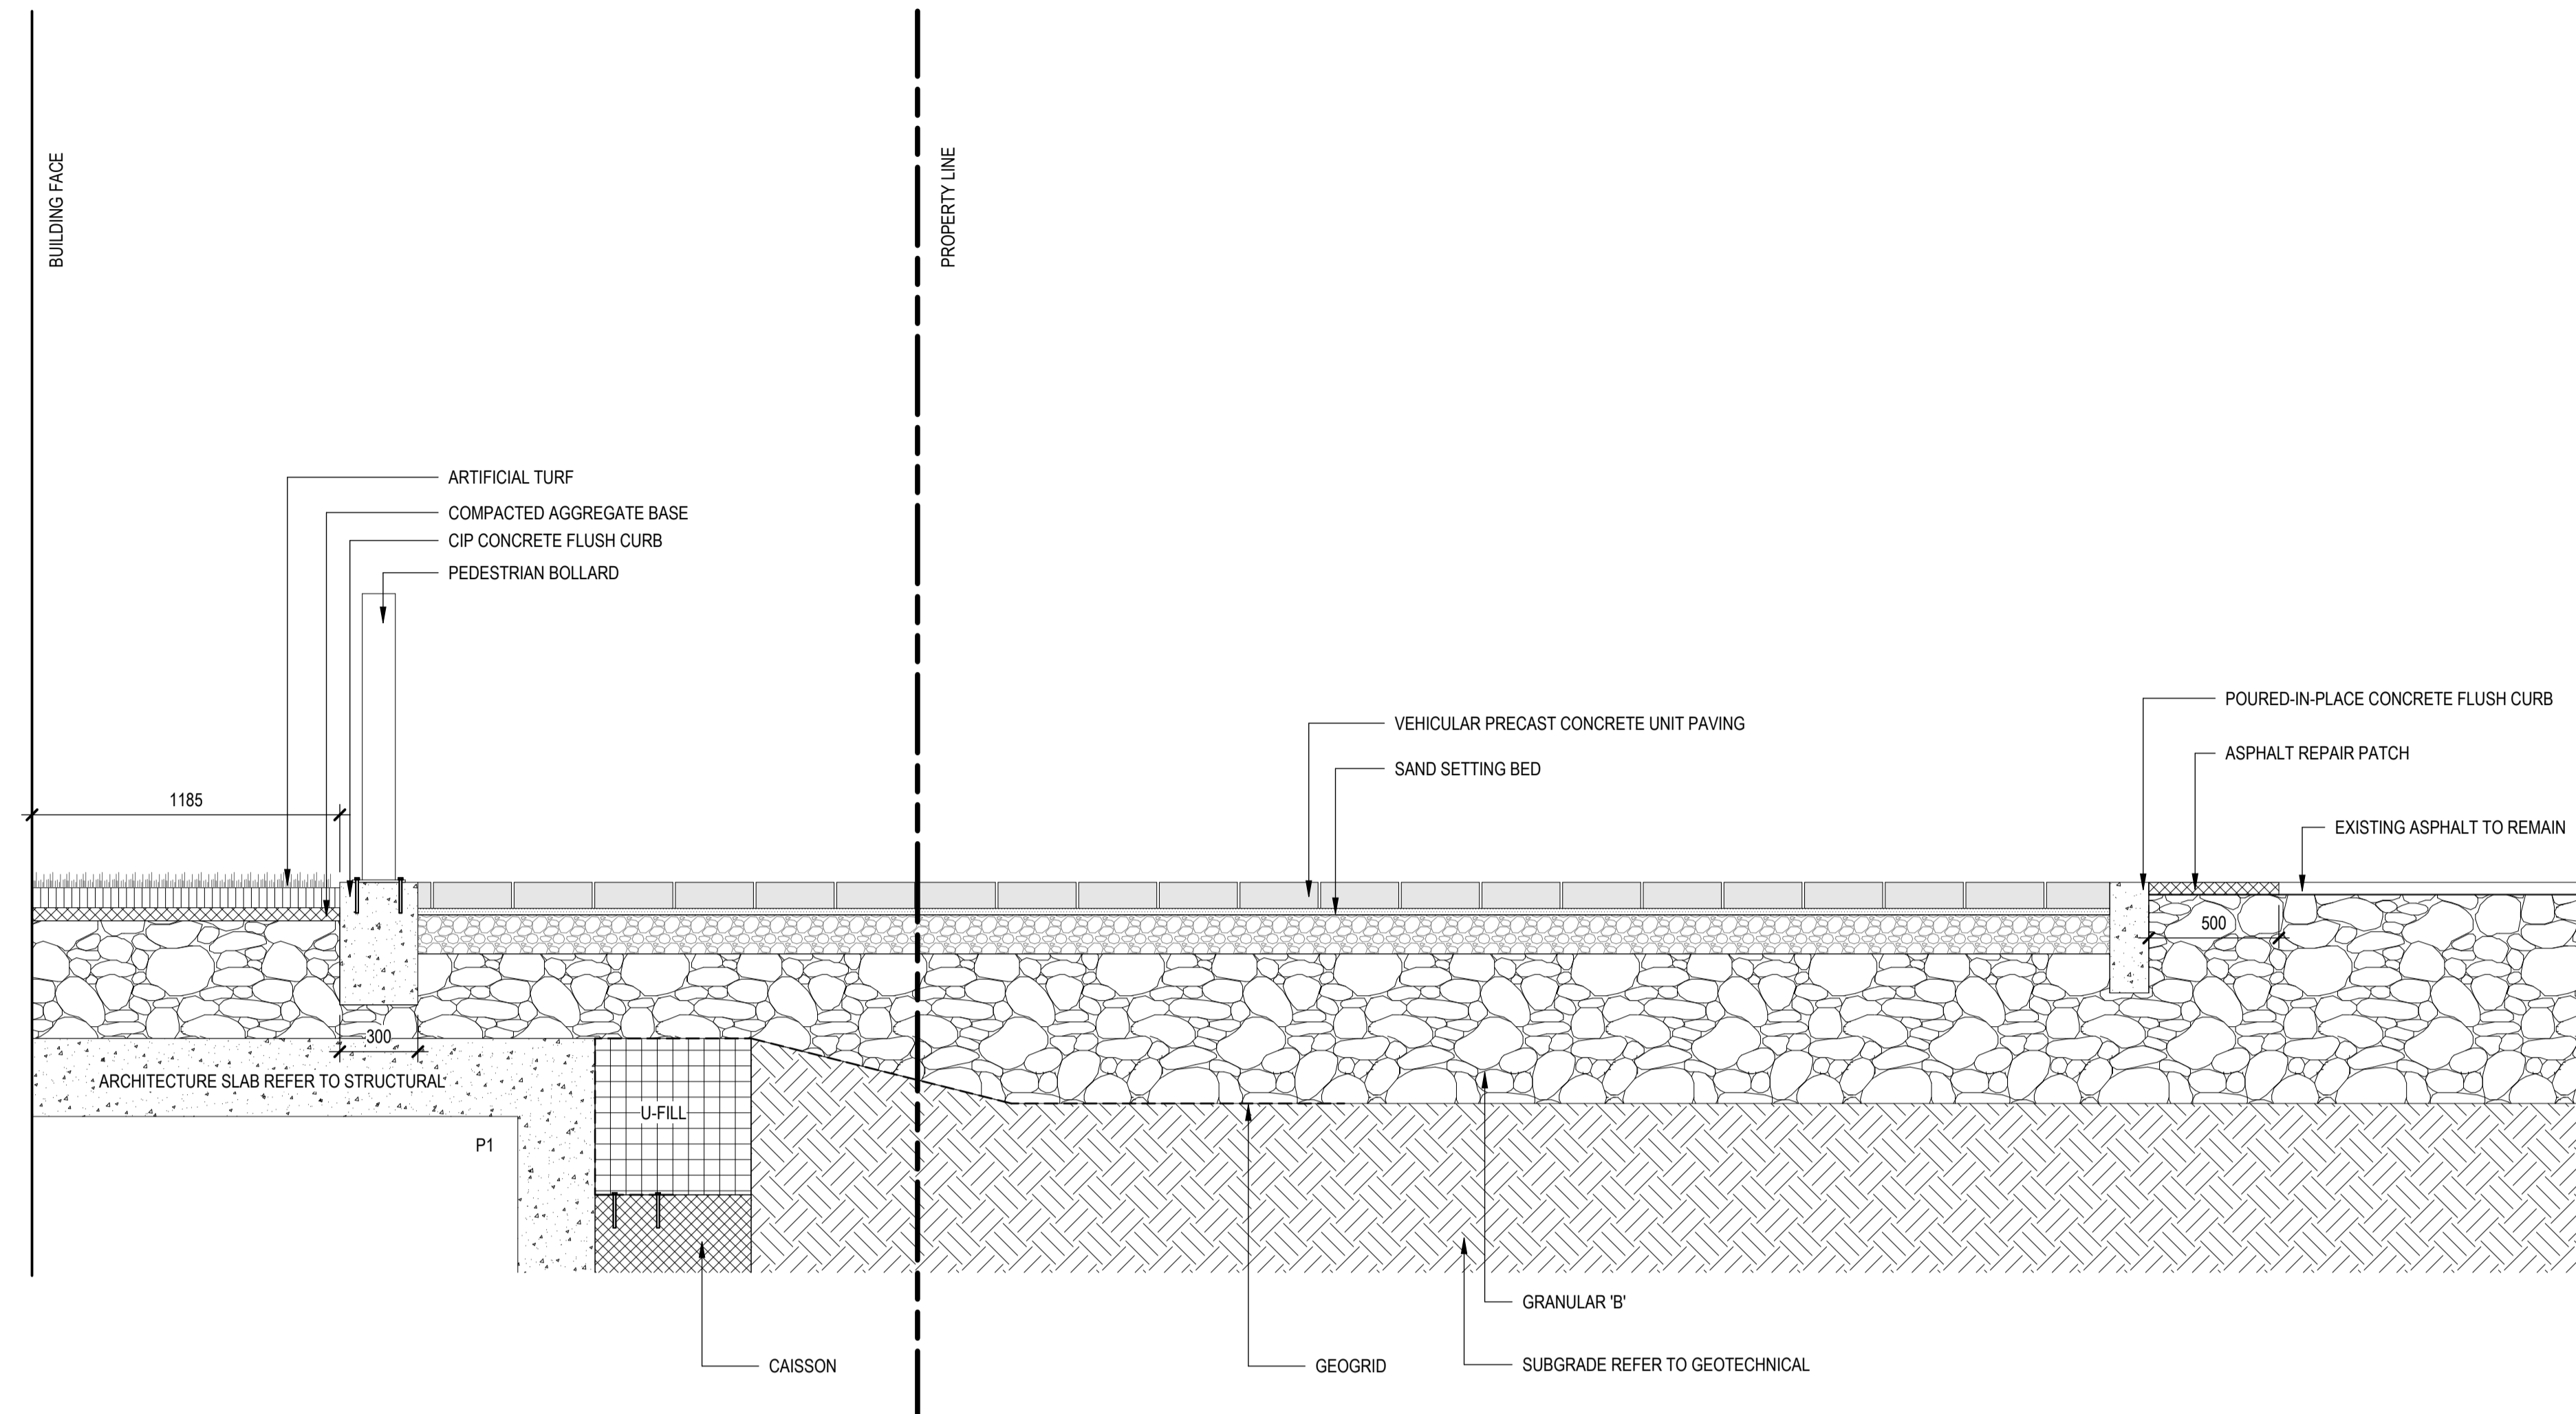 BUILDING FACE
PROPERTY LINE
ARTIFICIAL TURF
COMPACTED AGGREGATE BASE
CIP CONCRETE FLUSH CURB
PEDESTRIAN BOLLARD
POURED-IN-PLACE CONCRETE FLUSH CURB
VEHICULAR PRECAST CONCRETE UNIT PAVING
ASPHALT REPAIR PATCH
SAND SETTING BED
1185
EXISTING ASPHALT TO REMAIN
500
300
ARCHITECTURE SLAB REFER TO STRUCTURAL
U-FILL
P1
GRANULAR 'B'
CAISSON
GEOGRID
SUBGRADE REFER TO GEOTECHNICAL